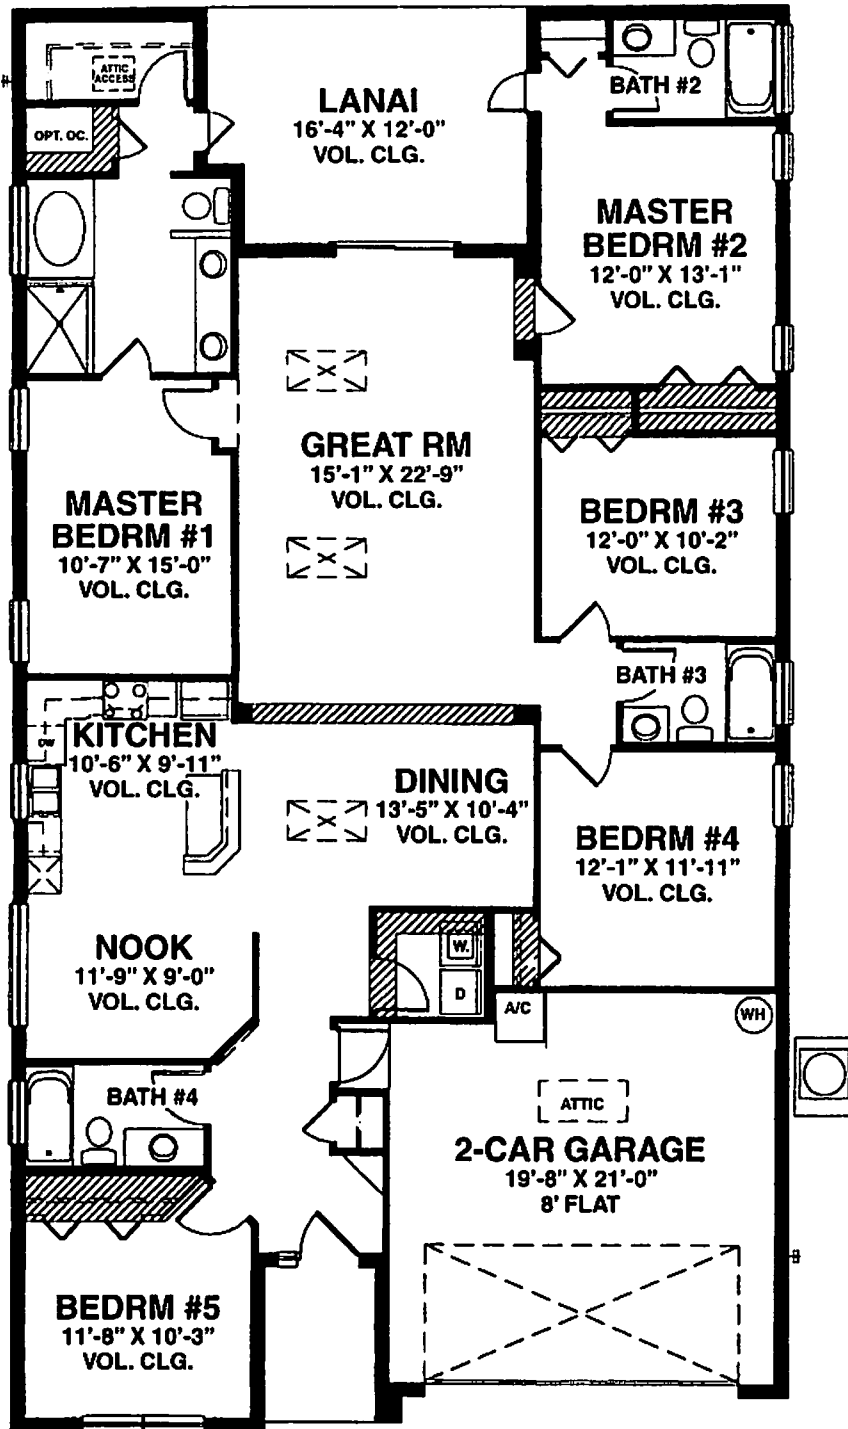 ATTIC
ACCESS
OPT. OC.
LANAI
16'-4" X 12'-0"
VOL. CLG.
BATH #2
MASTER
BEDRM #2
12'-0" X 13'-1"
VOL. CLG.
GREAT RM
15'-1" X 22'-9"
VOL. CLG.
MASTER
BEDRM #1
10'-7" X 15'-0"
VOL. CLG.
BEDRM #3
12'-0" X 10'-2"
VOL. CLG.
BATH #3
KITCHEN
10'-6" X 9'-11"
VOL. CLG.
DW
DINING
13'-5" X 10'-4"
VOL. CLG.
BEDRM #4
12'-1" X 11'-11"
VOL. CLG.
NOOK
11'-9" X 9'-0"
VOL. CLG.
W.
D
A/C
WH
BATH #4
ATTIC
2-CAR GARAGE
19'-8" X 21'-0"
8' FLAT
BEDRM #5
11'-8" X 10'-3"
VOL. CLG.